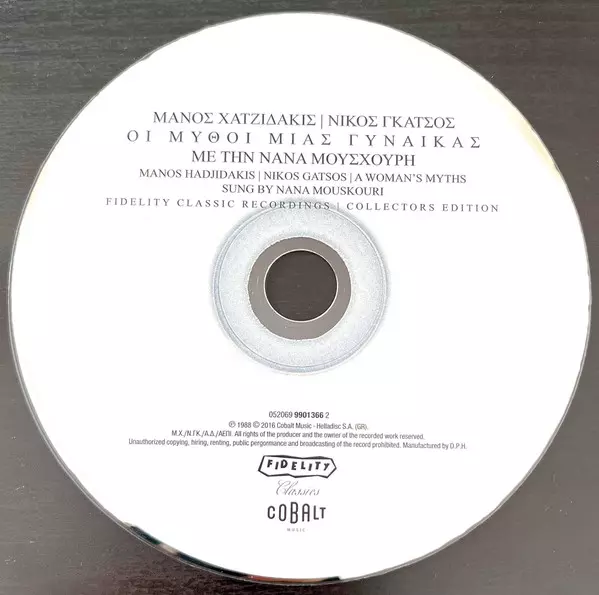 ΜΑΝΟΣ ΧΑΤΖΙΔΑΚΙΣ | ΝΙΚΟΣ ΓΚΑΤΣΟΣ
ΟΙ ΜΥΘΟΙ ΜΙΑΣ ΓΥΝΑΙΚΑΣ
ΜΕ ΤΗΝ ΝΑΝΑ ΜΟΥΣΧΟΥΡΗ
MANOS HADJIDAKIS | NIKOS GATSOS | A WOMAN'S MYTHS
SUNG BY NANA MOUSKOURI
FIDELITY CLASSIC RECORDINGS | COLLECTORS EDITION
052069 9901366 2
℗ 1988 © 2016 Cobalt Music - Helladisc S.A. (GR).
Μ.Χ./Ν.ΓΚ./Α.Δ./ΑΕΠΙ. All rights of the producer and the owner of the recorded work reserved.
Unauthorized copying, hiring, renting, public pergormance and broadcasting of the record prohibited. Manufactured by O.P.H.
FIDELITY
Classics
COBALT
MUSIC